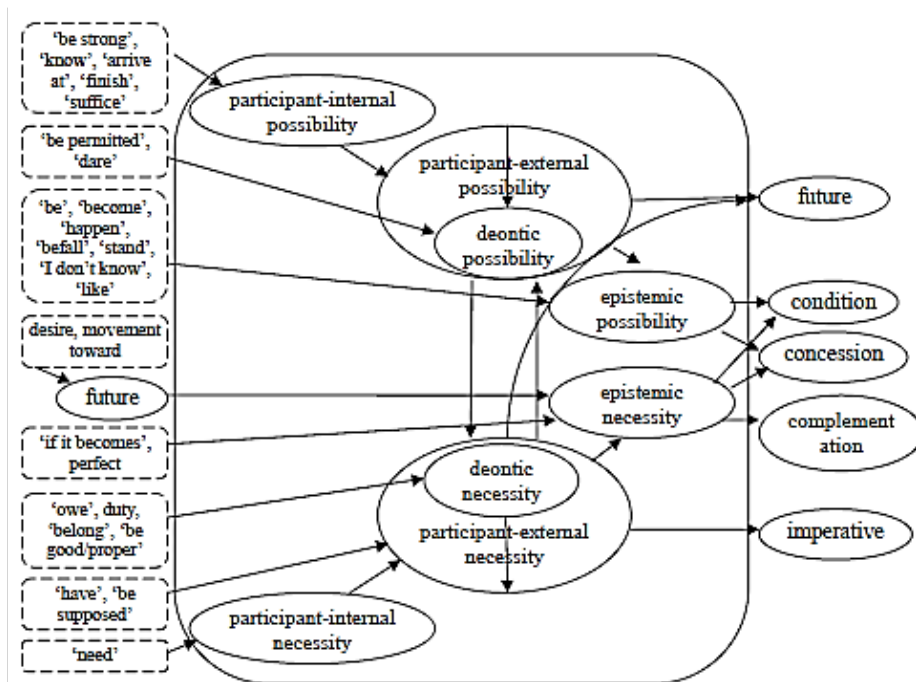 ‘be strong’,
‘know’, ‘arrive
at’, ‘finish’,
‘suffice’
participant-internal
possibility
‘be permitted’,
‘dare’
participant-external
possibility
‘be’, ‘become’,
‘happen’,
‘befall’, ‘stand’,
‘I don’t know’,
‘like’
deontic
possibility
future
epistemic
possibility
condition
desire, movement
toward
concession
future
epistemic
necessity
complement
ation
‘if it becomes’,
perfect
deontic
necessity
‘owe’, duty,
‘belong’, ‘be
good/proper’
participant-external
necessity
imperative
‘have’, ‘be
supposed’
participant-internal
necessity
‘need’